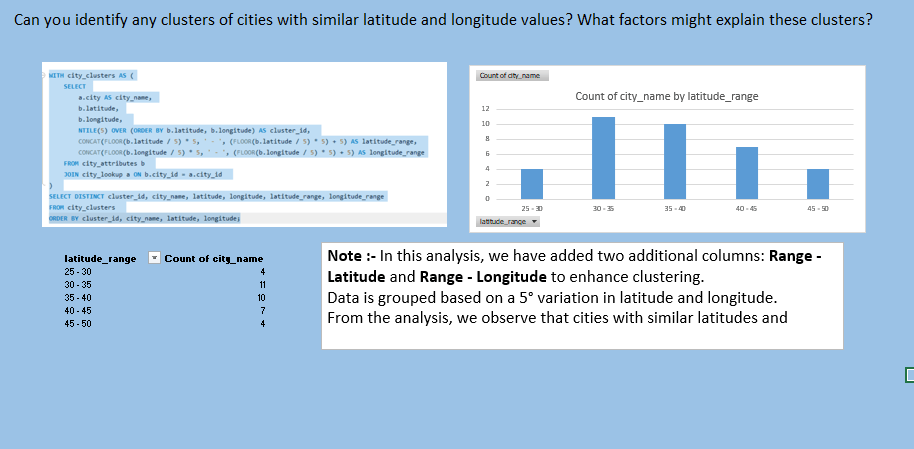 Can you identify any clusters of cities with similar latitude and longitude values? What factors might explain these clusters?
WITH city_clusters AS (
SELECT
a.city AS city_name,
b.latitude,
b.longitude,
NTILE(5) OVER (ORDER BY b.latitude, b.longitude) AS cluster_id,
CONCAT(FLOOR(b.latitude / 5) * 5, ' - ', (FLOOR(b.latitude / 5) * 5) + 5) AS latitude_range,
CONCAT(FLOOR(b.longitude / 5) * 5, ' - ', (FLOOR(b.longitude / 5) * 5) + 5) AS longitude_range
FROM city_attributes b
JOIN city_lookup a ON b.city_id = a.city_id
)
SELECT DISTINCT cluster_id, city_name, latitude, longitude, latitude_range, longitude_range
FROM city_clusters
ORDER BY cluster_id, city_name, latitude, longitude;
Count of city_name
Count of city_name by latitude_range
12
10
8
6
4
2
0
25 - 30 30 - 35 35 - 40 40 - 45 45 - 50
latitude_range
latitude_range Count of city_name
25 - 30 4
30 - 35 11
35 - 40 10
40 - 45 7
45 - 50 4
Note :- In this analysis, we have added two additional columns: Range -
Latitude and Range - Longitude to enhance clustering.
Data is grouped based on a 5° variation in latitude and longitude.
From the analysis, we observe that cities with similar latitudes and